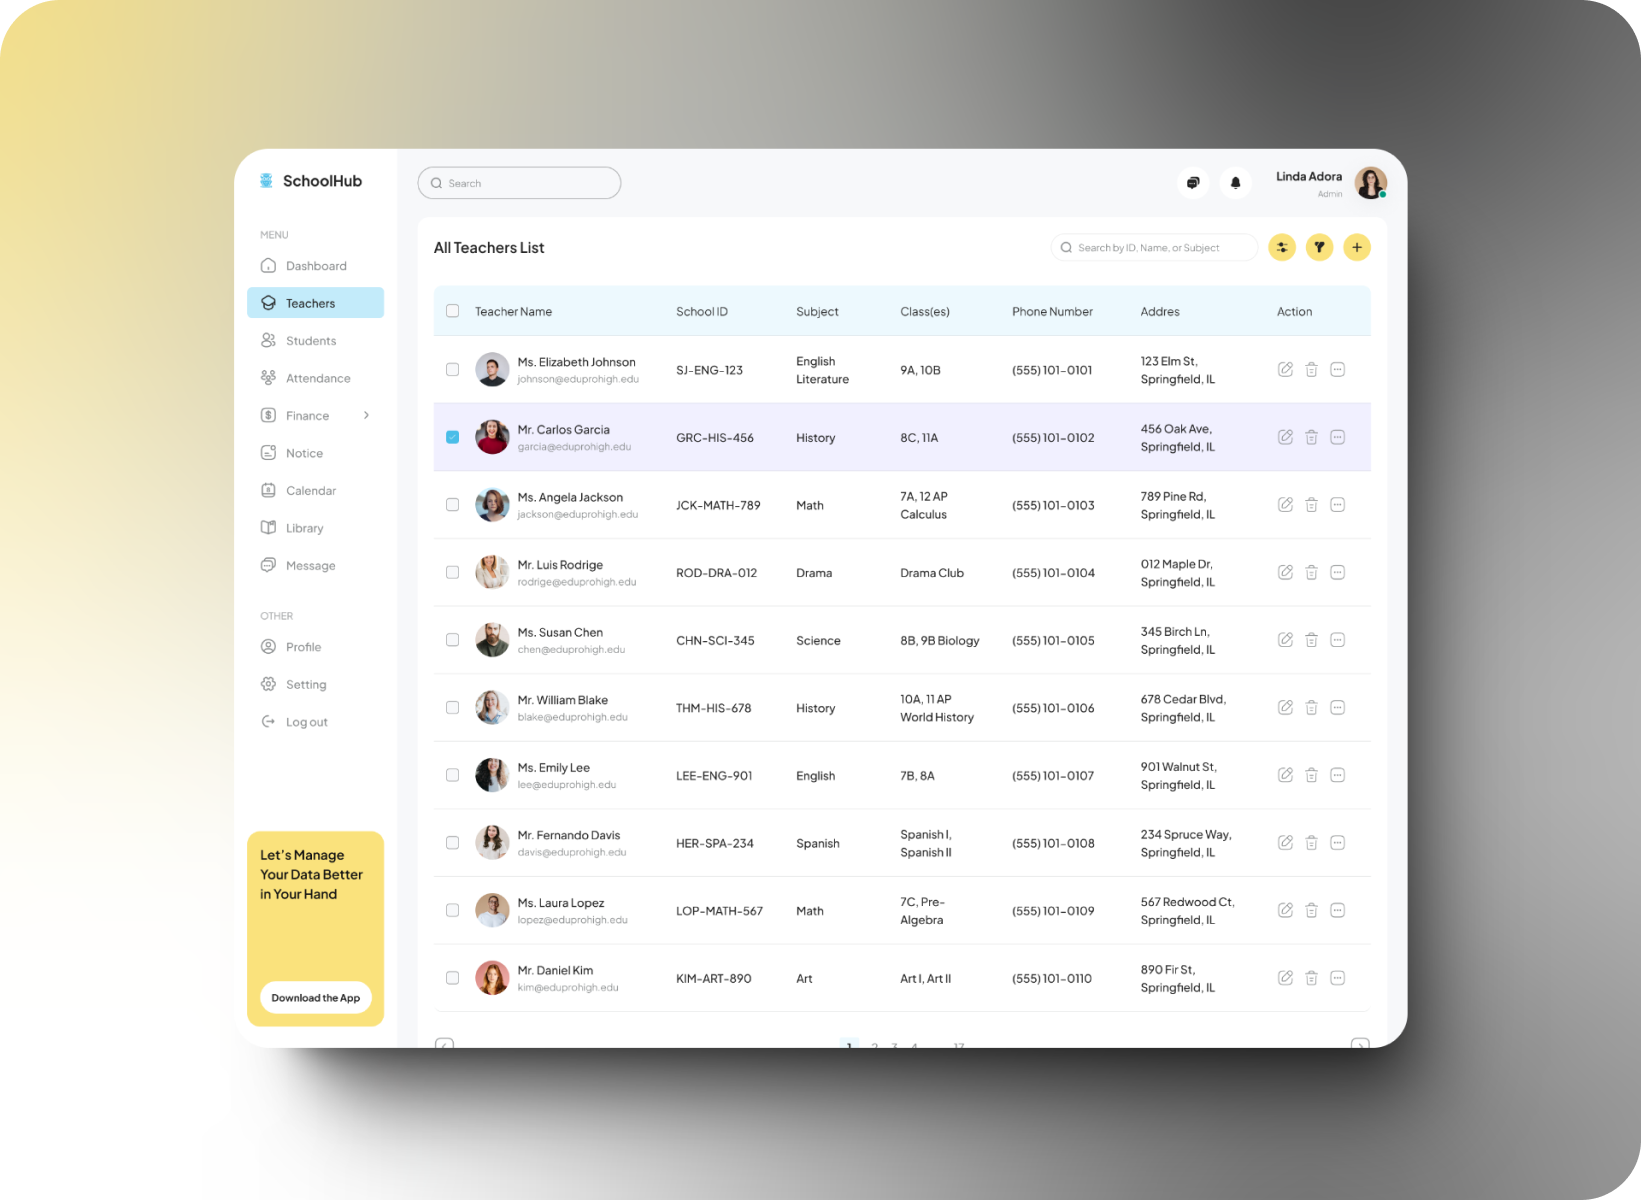 SchoolHub
Search
Linda Adora
Admin
MENU
Dashboard
Teachers
Students
Attendance
Finance
Notice
Calendar
Library
Message
OTHER
Profile
Setting
Log out
Let's Manage
Your Data Better
in Your Hand
Download the App
All Teachers List
Search by ID, Name, or Subject
Teacher Name School ID Subject Class(es) Phone Number Addres Action
Ms. Elizabeth Johnson
johnson@eduprohigh.edu
SJ-ENG-123
English
Literature
9A, 10B
(555) 101-0101
123 Elm St,
Springfield, IL
Mr. Carlos Garcia
garcia@eduprohigh.edu
GRC-HIS-456
History
8C, 11A
(555) 101-0102
456 Oak Ave,
Springfield, IL
Ms. Angela Jackson
jackson@eduprohigh.edu
JCK-MATH-789
Math
7A, 12 AP
Calculus
(555) 101-0103
789 Pine Rd,
Springfield, IL
Mr. Luis Rodrige
rodrige@eduprohigh.edu
ROD-DRA-012
Drama
Drama Club
(555) 101-0104
012 Maple Dr,
Springfield, IL
Ms. Susan Chen
chen@eduprohigh.edu
CHN-SCI-345
Science
8B, 9B Biology
(555) 101-0105
345 Birch Ln,
Springfield, IL
Mr. William Blake
blake@eduprohigh.edu
THM-HIS-678
History
10A, 11 AP
World History
(555) 101-0106
678 Cedar Blvd,
Springfield, IL
Ms. Emily Lee
lee@eduprohigh.edu
LEE-ENG-901
English
7B, 8A
(555) 101-0107
901 Walnut St,
Springfield, IL
Mr. Fernando Davis
davis@eduprohigh.edu
HER-SPA-234
Spanish
Spanish I,
Spanish II
(555) 101-0108
234 Spruce Way,
Springfield, IL
Ms. Laura Lopez
lopez@eduprohigh.edu
LOP-MATH-567
Math
7C, Pre-
Algebra
(555) 101-0109
567 Redwood Ct,
Springfield, IL
Mr. Daniel Kim
kim@eduprohigh.edu
KIM-ART-890
Art
Art I, Art II
(555) 101-0110
890 Fir St,
Springfield, IL
1 2 3 4